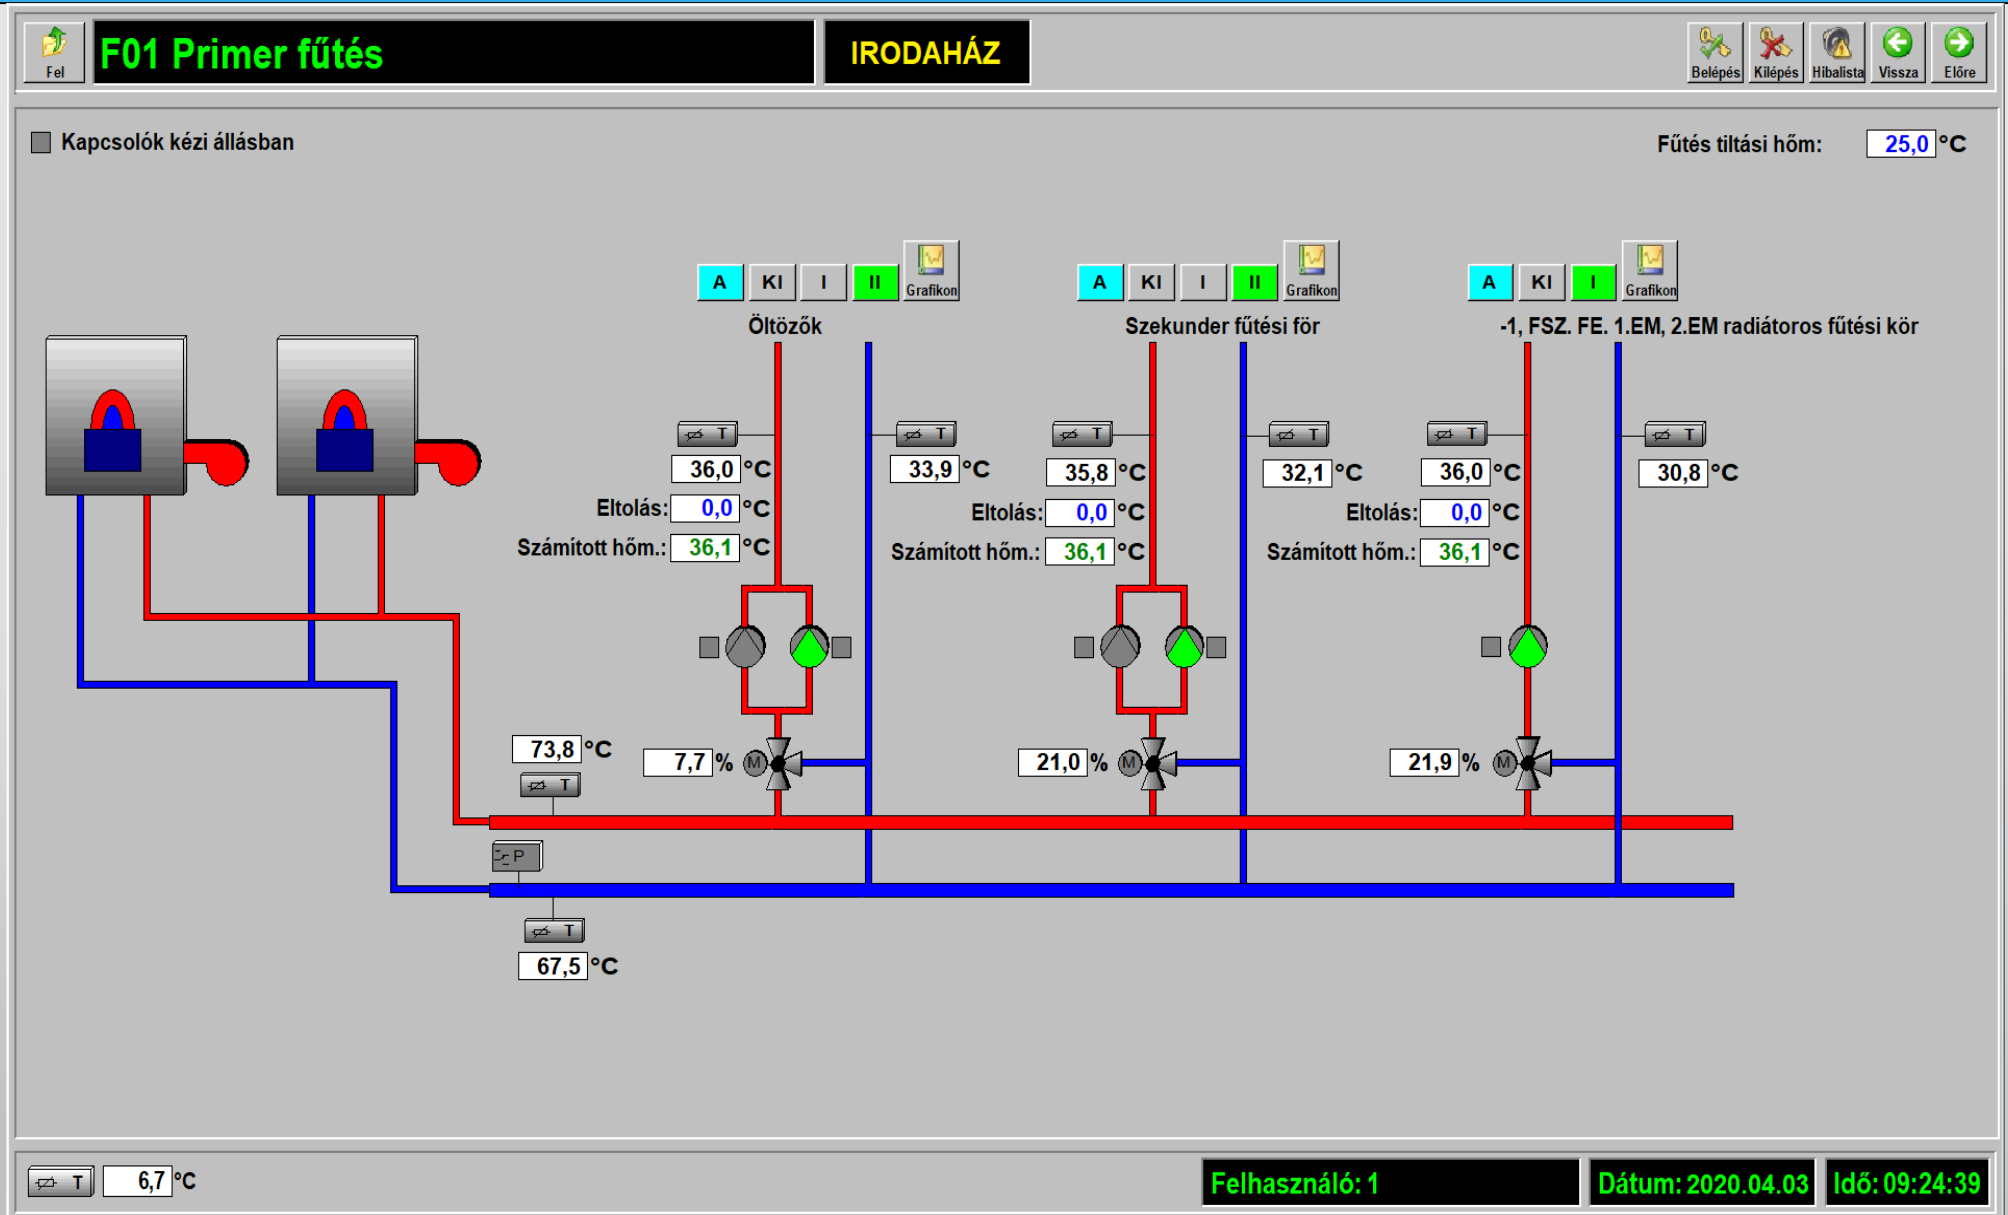 F01 Primer fűtés
IRODAHÁZ
Fel
Belépés
Kilépés
Hibalista
Vissza
Előre
Kapcsolók kézi állásban
Fűtés tiltási hőm: 25,0 °C
A KI I II Grafikon
A KI I II Grafikon
A KI I Grafikon
Öltözők
Szekunder fűtési för
-1, FSZ. FE. 1.EM, 2.EM radiátoros fűtési kör
T T T T T T
36,0 °C 33,9 °C 35,8 °C 32,1 °C 36,0 °C 30,8 °C
Eltolás: 0,0 °C Eltolás: 0,0 °C Eltolás: 0,0 °C
Számított hőm.: 36,1 °C Számított hőm.: 36,1 °C Számított hőm.: 36,1 °C
73,8 °C
7,7 % M 21,0 % M 21,9 % M
T
P
T
67,5 °C
T 6,7 °C
Felhasználó: 1
Dátum: 2020.04.03
Idő: 09:24:39